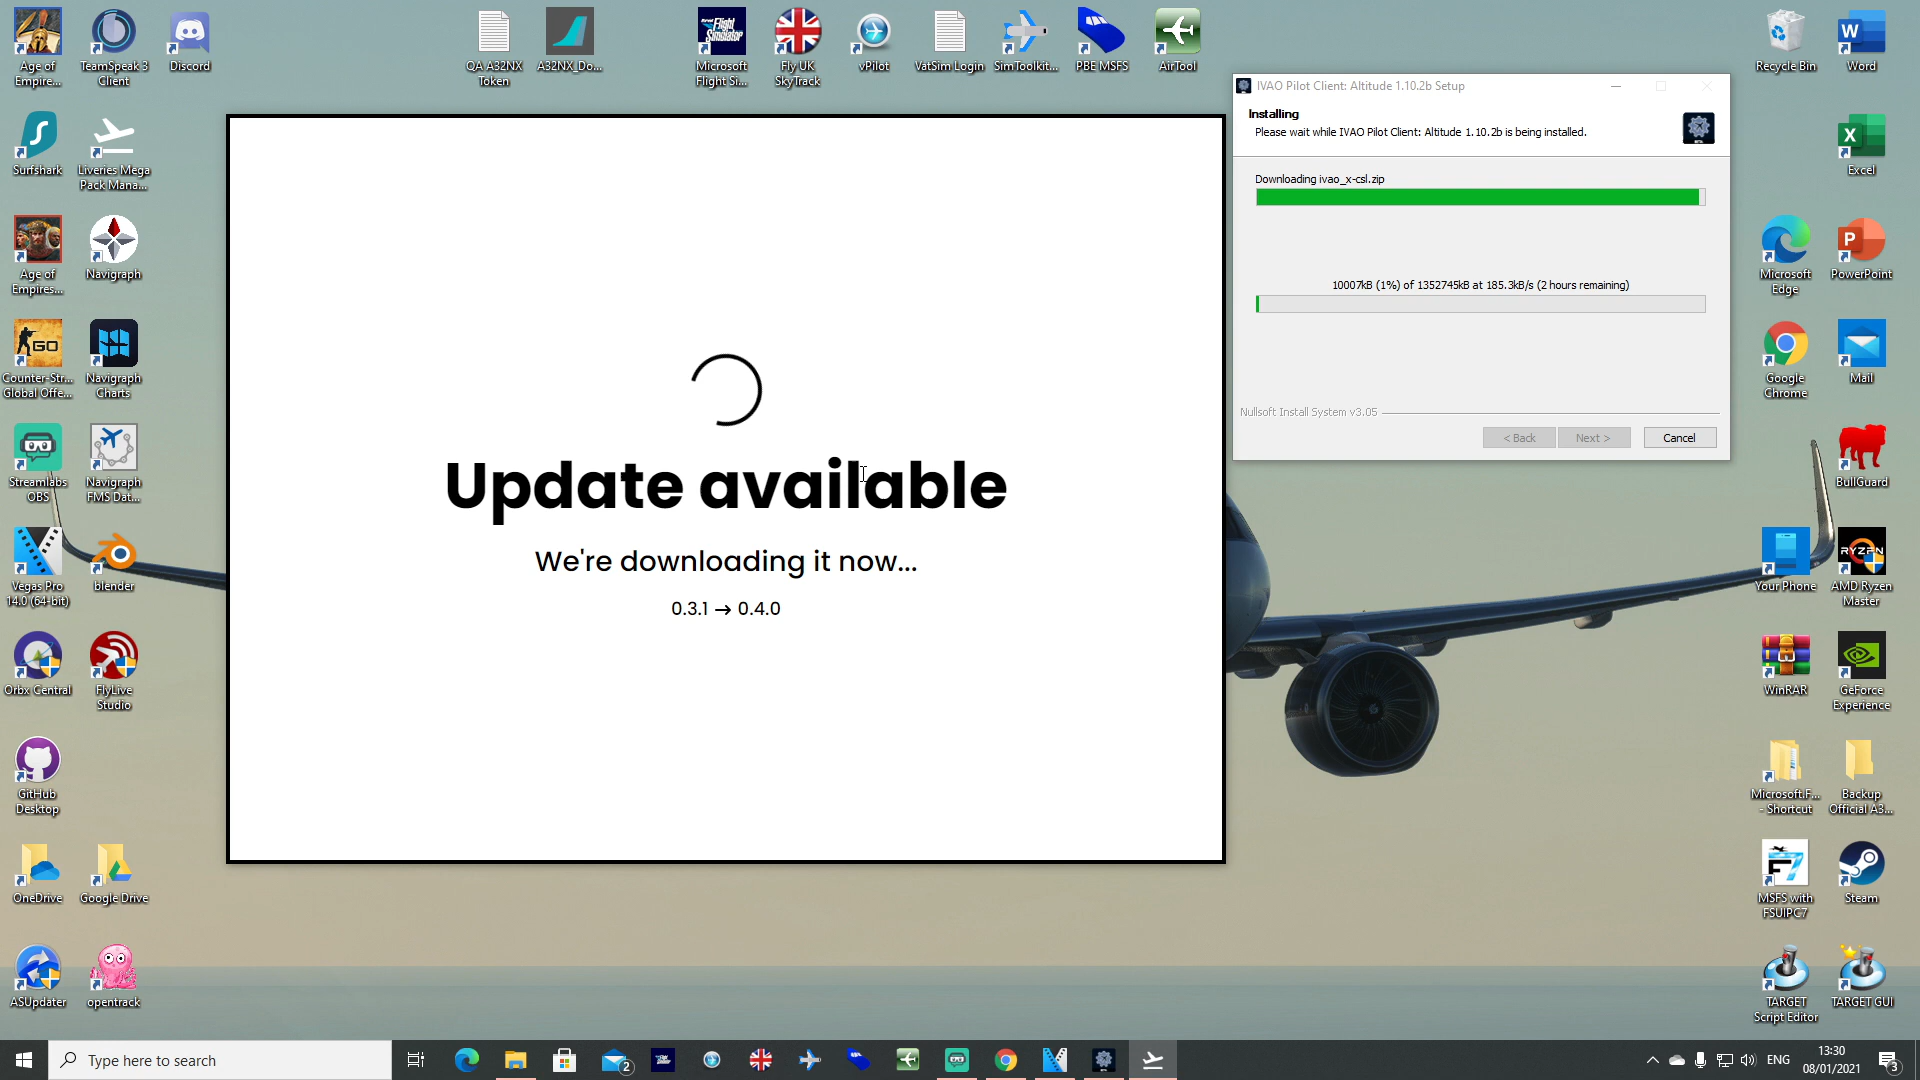 Age of
Empire...
TeamSpeak 3
Client
Discord
QA A32NX
Token
A32NX_Do...
Microsoft
Flight Si...
Fly UK
SkyTrack
vPilot
VatSim Login
SimToolkit...
PBE MSFS
AirTool
Recycle Bin
Word
Surfshark
Liveries Mega
Pack Mana...
Excel
Age of
Empires...
Navigraph
Microsoft
Edge
PowerPoint
Counter-Str...
Global Offe...
Navigraph
Charts
Google
Chrome
Mail
Streamlabs
OBS
Navigraph
FMS Dat...
BullGuard
Vegas Pro
14.0 (64-bit)
blender
Your Phone
RYZEN
AMD Ryzen
Master
Orbx Central
FlyLive
Studio
WinRAR
GeForce
Experience
GitHub
Desktop
Microsoft.F...
- Shortcut
Backup
Official A3...
OneDrive
Google Drive
MSFS with
FSUIPC7
Steam
ASUpdater
opentrack
TARGET
Script Editor
TARGET GUI
Update available
We're downloading it now...
0.3.1 → 0.4.0
IVAO Pilot Client: Altitude 1.10.2b Setup
Installing
Please wait while IVAO Pilot Client: Altitude 1.10.2b is being installed.
Downloading ivao_x-csl.zip
10007kB (1%) of 1352745kB at 185.3kB/s (2 hours remaining)
Nullsoft Install System v3.05
< Back
Next >
Cancel
Type here to search
2
ENG
13:30
08/01/2021
3